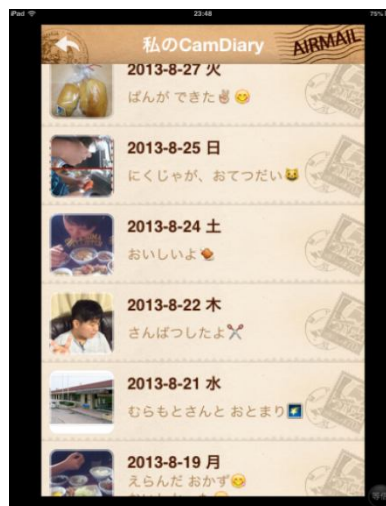 iPad
23:48
75%
私のCamDiary
AIRMAIL
2013-8-27 火
ぱんが できた✌😋
2013-8-25 日
にくじゃが、おてつだい😺
2013-8-24 土
おいしいよ🍖
2013-8-22 木
さんぱつしたよ✂
2013-8-21 水
むらもとさんと おとまり🌠
2013-8-19 月
えらんだ おかず😋